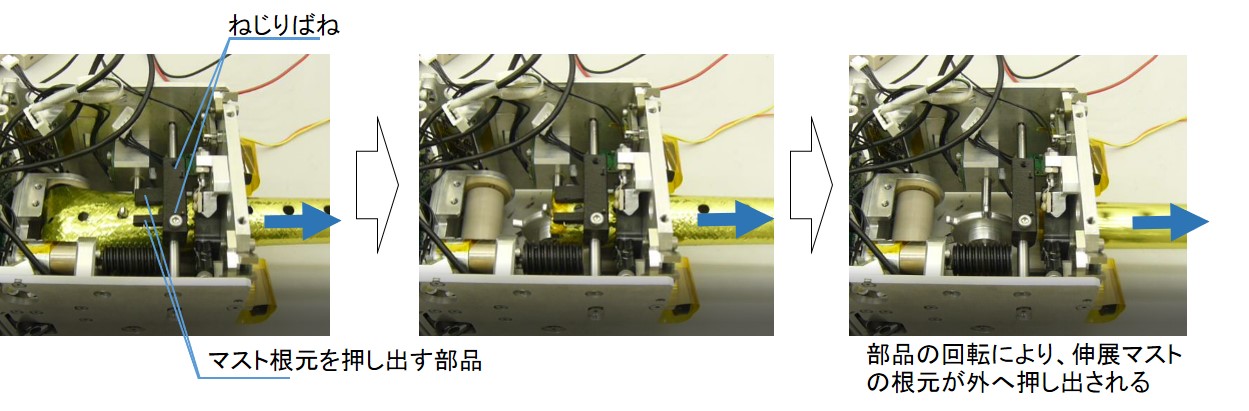 ねじりばね
マスト根元を押し出す部品
部品の回転により、伸展マスト
の根元が外へ押し出される